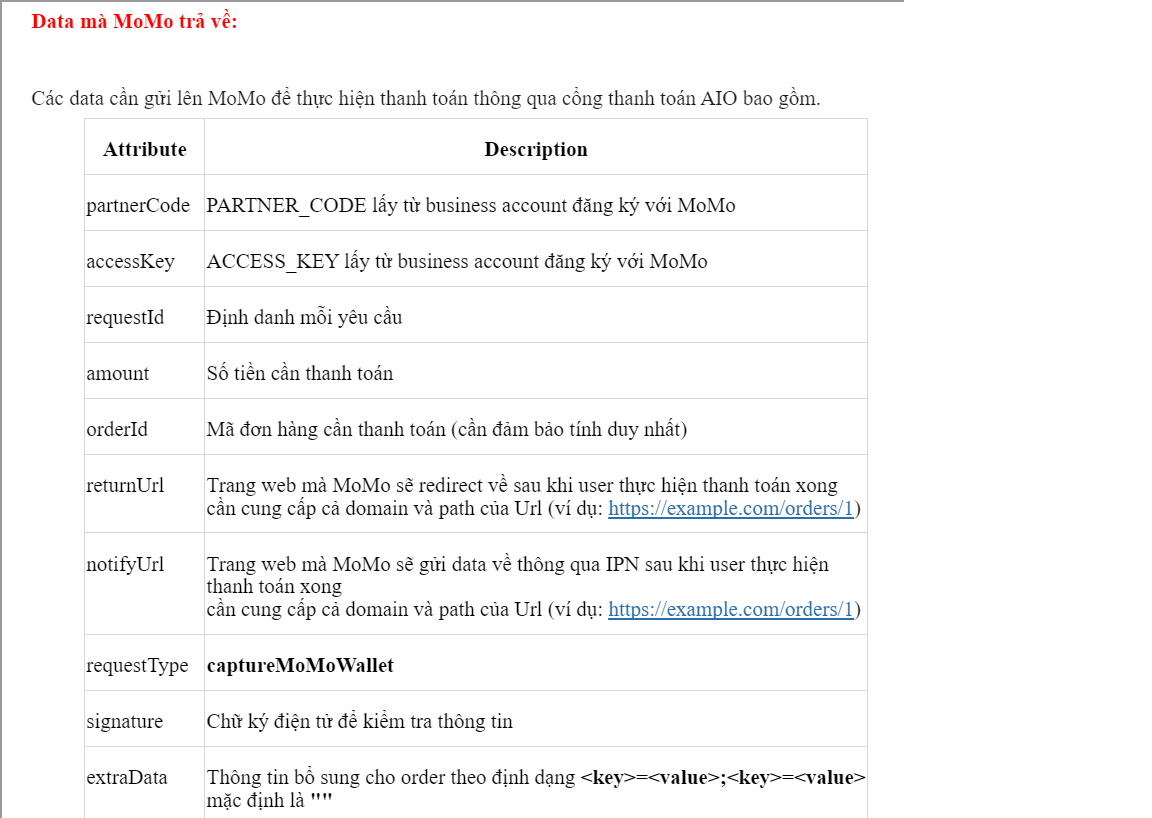 Data mà MoMo trả về:
Các data cần gửi lên MoMo để thực hiện thanh toán thông qua cổng thanh toán AIO bao gồm.
Attribute Description
partnerCode PARTNER_CODE lấy từ business account đăng ký với MoMo
accessKey ACCESS_KEY lấy từ business account đăng ký với MoMo
requestId Định danh mỗi yêu cầu
amount Số tiền cần thanh toán
orderId Mã đơn hàng cần thanh toán (cần đảm bảo tính duy nhất)
returnUrl Trang web mà MoMo sẽ redirect về sau khi user thực hiện thanh toán xong
cần cung cấp cả domain và path của Url (ví dụ: https://example.com/orders/1)
notifyUrl Trang web mà MoMo sẽ gửi data về thông qua IPN sau khi user thực hiện
thanh toán xong
cần cung cấp cả domain và path của Url (ví dụ: https://example.com/orders/1)
requestType captureMoMoWallet
signature Chữ ký điện tử để kiểm tra thông tin
extraData Thông tin bổ sung cho order theo định dạng <key>=<value>;<key>=<value>
mặc định là ""